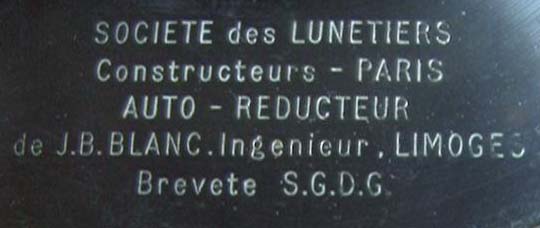 SOCIETE des LUNETIERS
Constructeurs - PARIS
AUTO - REDUCTEUR
de J.B.BLANC.Ingenieur, LIMOGES
Brevete S.G.D.G.